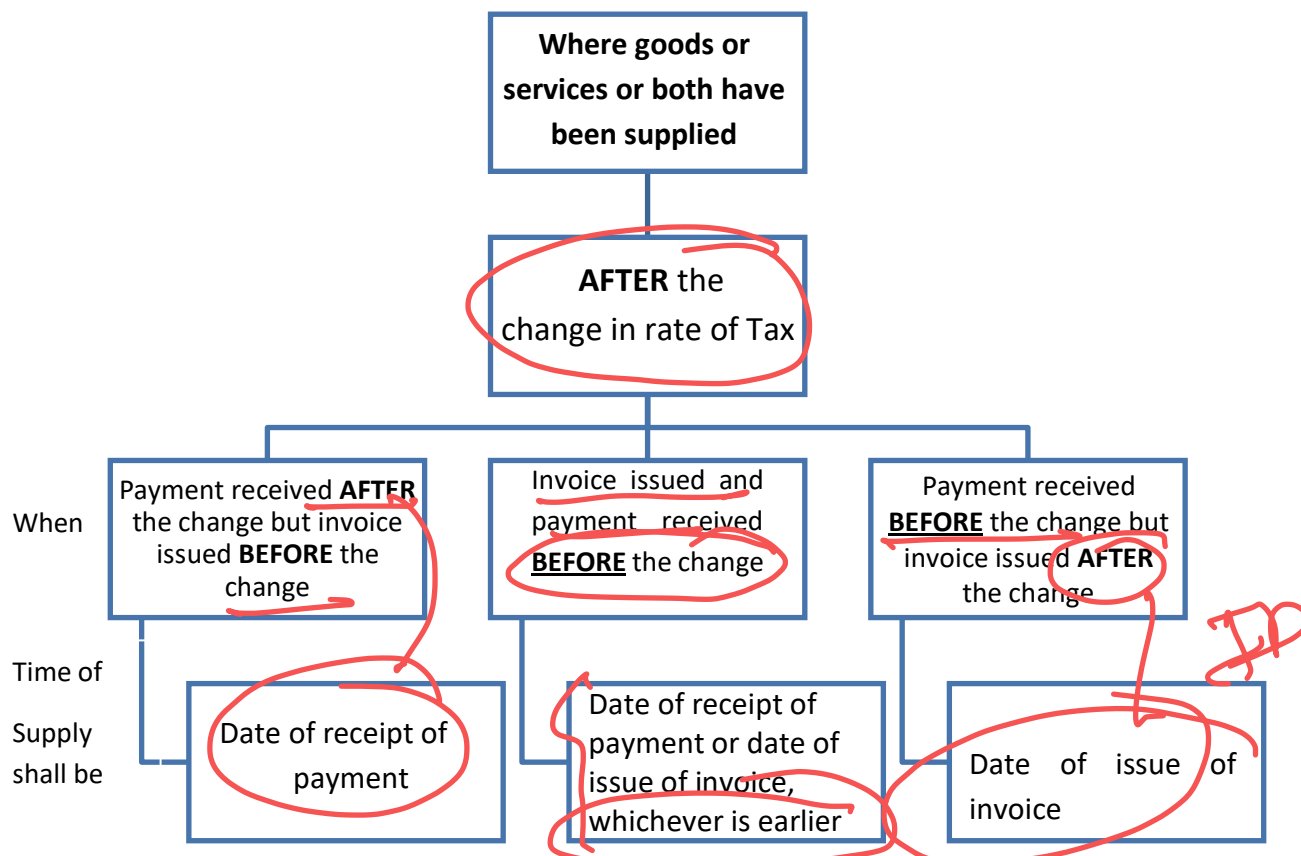 Where goods or
services or both have
been supplied
AFTER the
change in rate of Tax
When
Payment received AFTER
the change but invoice
issued BEFORE the
change
Invoice issued and
payment received
BEFORE the change
Payment received
BEFORE the change but
invoice issued AFTER
the change
Time of
Supply
shall be
Date of receipt of
payment
Date of receipt of
payment or date of
issue of invoice,
whichever is earlier
Date of issue of
invoice